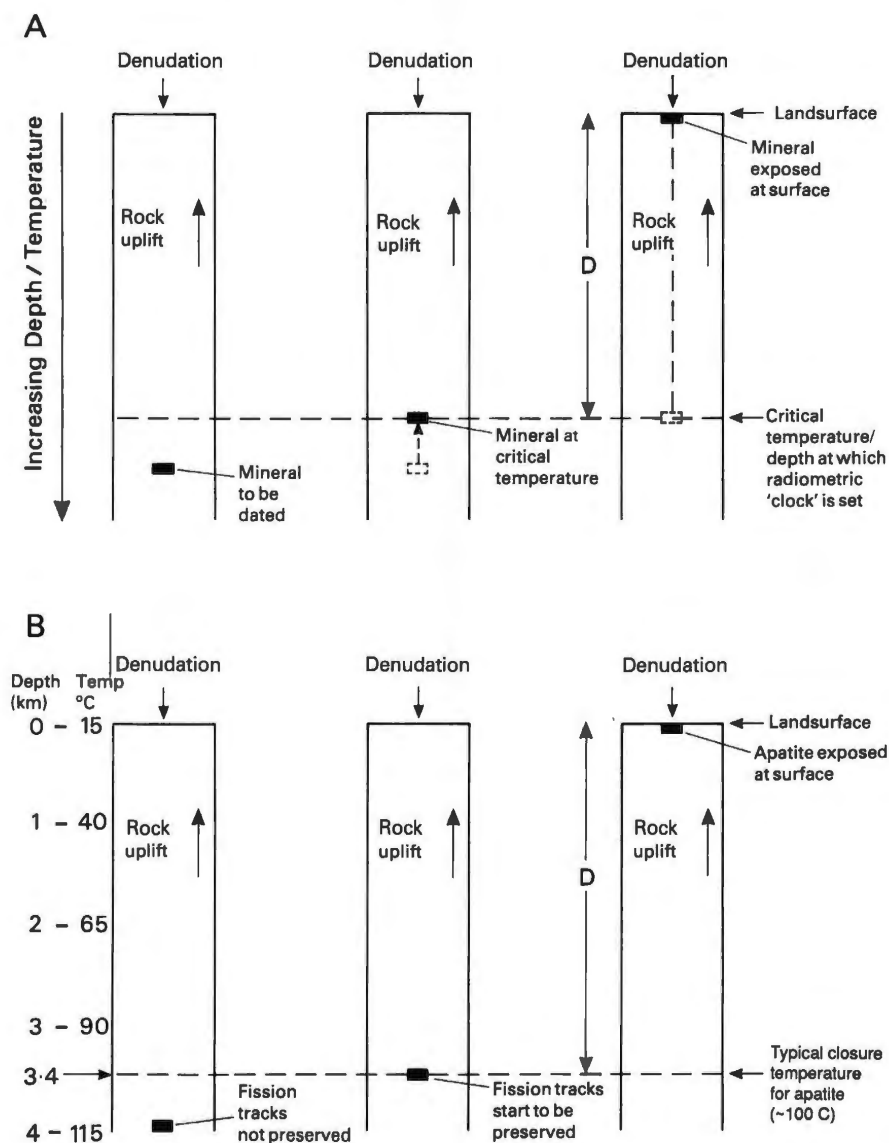 A
Denudation
Denudation
Denudation
Increasing Depth / Temperature
Rock
uplift
Rock
uplift
D
Rock
uplift
Landsurface
Mineral
exposed
at surface
Mineral
to be
dated
Mineral at
critical
temperature
Critical
temperature/
depth at which
radiometric
'clock' is set
B
Depth Temp
(km) °C
Denudation
Denudation
Denudation
0 – 15
1 – 40
2 – 65
3 – 90
3·4
4 – 115
Rock
uplift
Rock
uplift
D
Rock
uplift
Landsurface
Apatite exposed
at surface
Fission
tracks
not preserved
Fission tracks
start to be
preserved
Typical closure
temperature
for apatite
(~100 C)